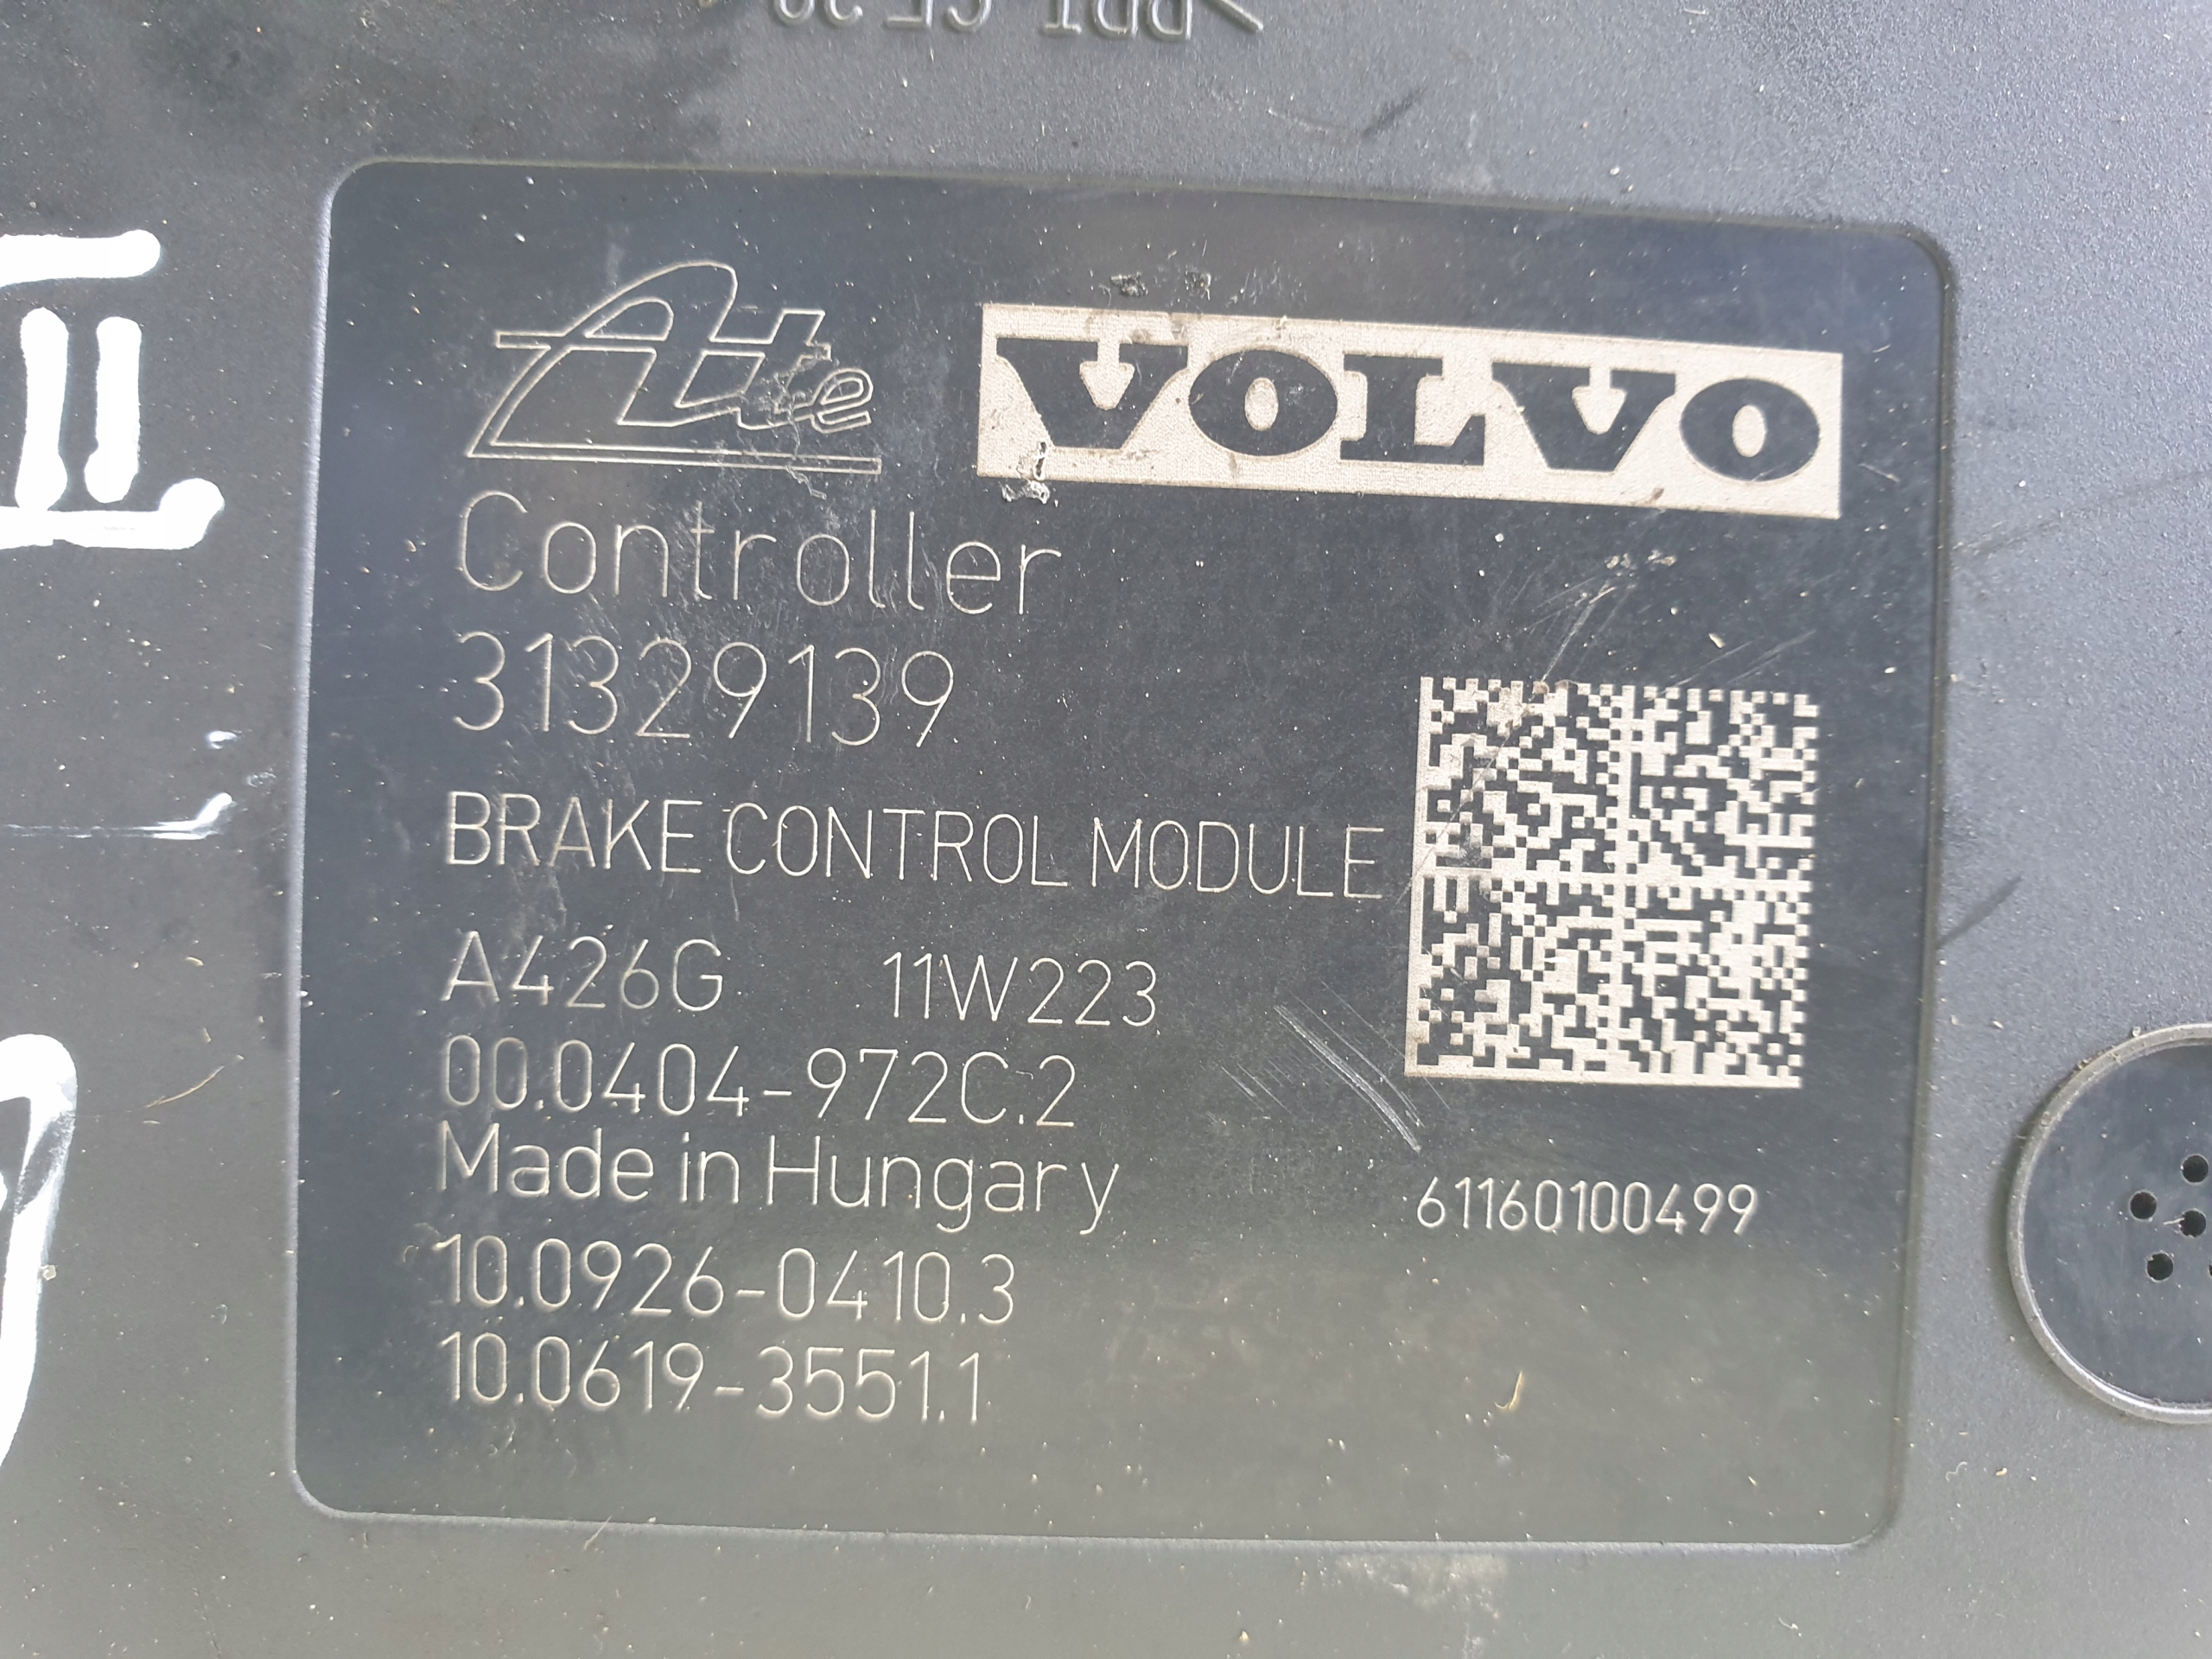 Ate VOLVO
Controller
31329139
BRAKE CONTROL MODULE
A426G 11W223
00.0404-972C.2
Made in Hungary
61160100499
10.0926-0410.3
10.0619-3551.1